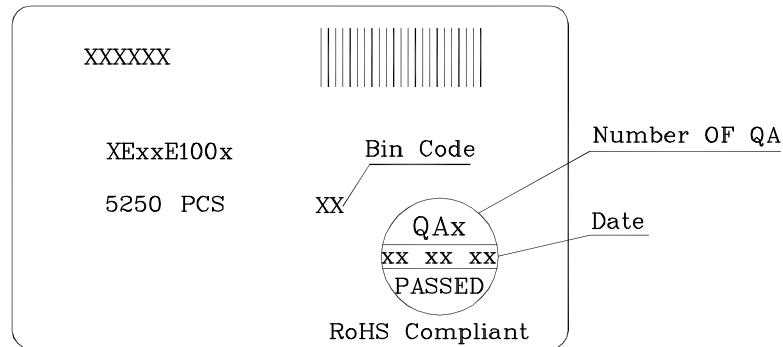 XXXXXX
XExxE100x
Bin Code
Number OF QA
5250 PCS
XX
QAx
Date
xx xx xx
PASSED
RoHS Compliant